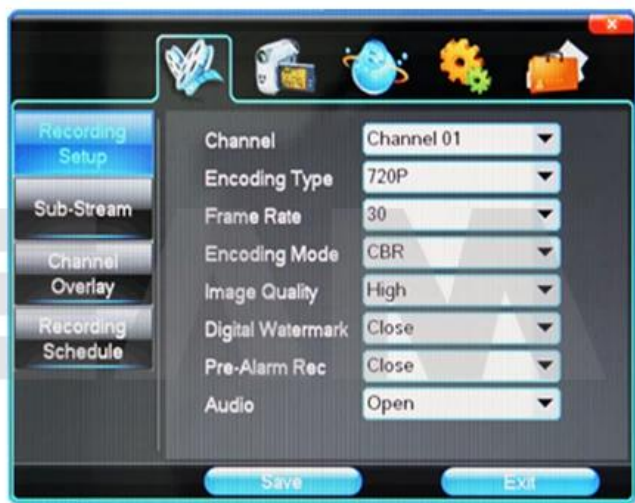 Recording
Setup
Sub-Stream
Channel
Overlay
Recording
Schedule
Channel Channel 01
Encoding Type 720P
Frame Rate 30
Encoding Mode CBR
Image Quality High
Digital Watermark Close
Pre-Alarm Rec Close
Audio Open
Save Exit